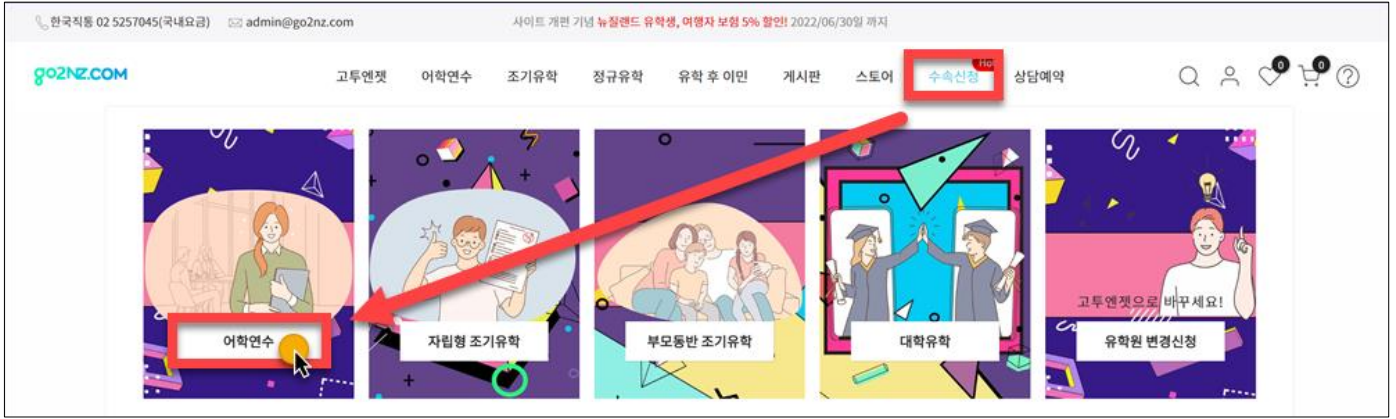 한국직통 02 5257045(국내요금) admin@go2nz.com 사이트 개편 기념 뉴질랜드 유학생, 여행자 보험 5% 할인! 2022/06/30일 까지
go2NZ.COM 고투엔젯 어학연수 조기유학 정규유학 유학 후 이민 게시판 스토어 수속신청 Hot 상담예약 0 0
고투엔젯으로 바꾸세요!
어학연수 자립형 조기유학 부모동반 조기유학 대학유학 유학원 변경신청